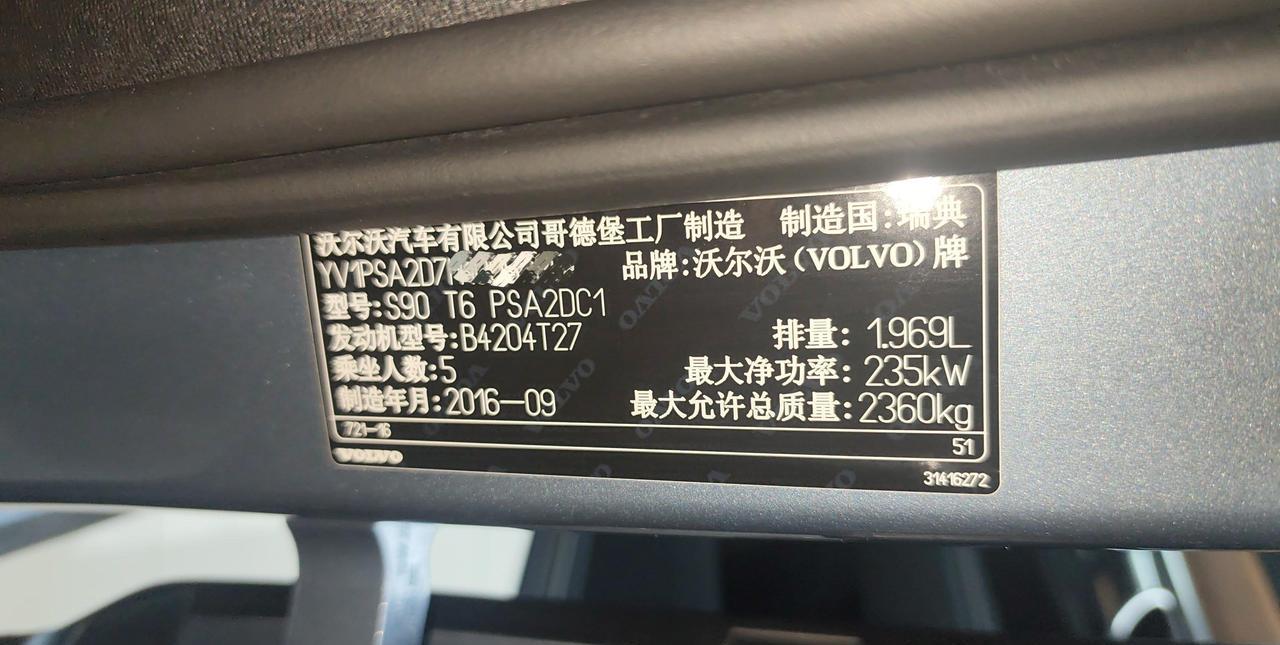 沃尔沃汽车有限公司哥德堡工厂制造 制造国:瑞典
YV1PSA2D7 品牌:沃尔沃(VOLVO)牌
型号:S90 T6 PSA2DC1
发动机型号:B4204T27 排量: 1.969L
乘坐人数:5 最大净功率: 235kW
制造年月:2016-09 最大允许总质量:2360kg
721-16 51
VOLVO 31416272